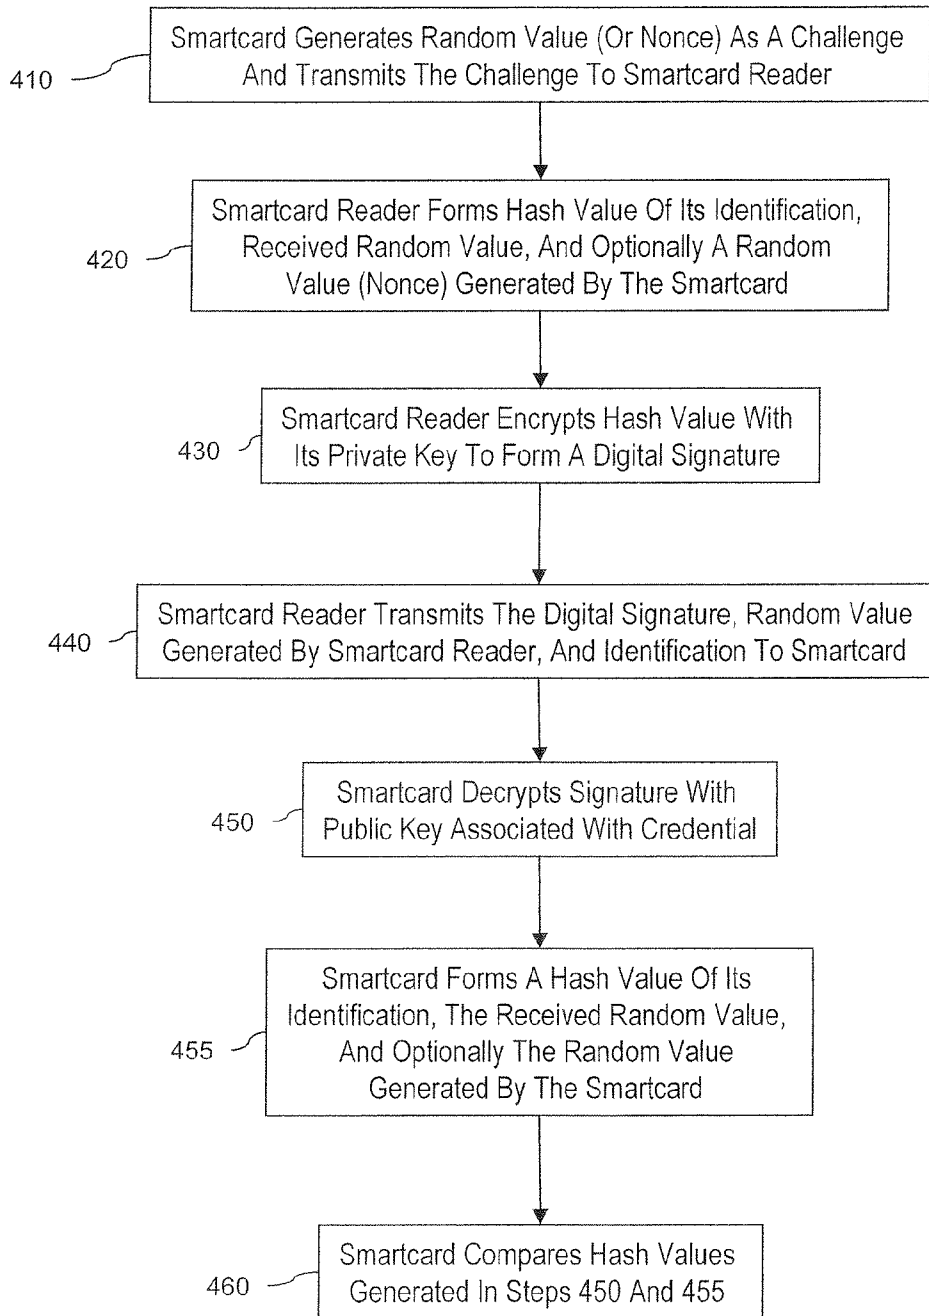 Smartcard Generates Random Value (Or Nonce) As A Challenge
And Transmits The Challenge To Smartcard Reader
410
Smartcard Reader Forms Hash Value Of Its Identification,
Received Random Value, And Optionally A Random
Value (Nonce) Generated By The Smartcard
420
Smartcard Reader Encrypts Hash Value With
Its Private Key To Form A Digital Signature
430
Smartcard Reader Transmits The Digital Signature, Random Value
Generated By Smartcard Reader, And Identification To Smartcard
440
Smartcard Decrypts Signature With
Public Key Associated With Credential
450
Smartcard Forms A Hash Value Of Its
Identification, The Received Random Value,
And Optionally The Random Value
Generated By The Smartcard
455
Smartcard Compares Hash Values
Generated In Steps 450 And 455
460